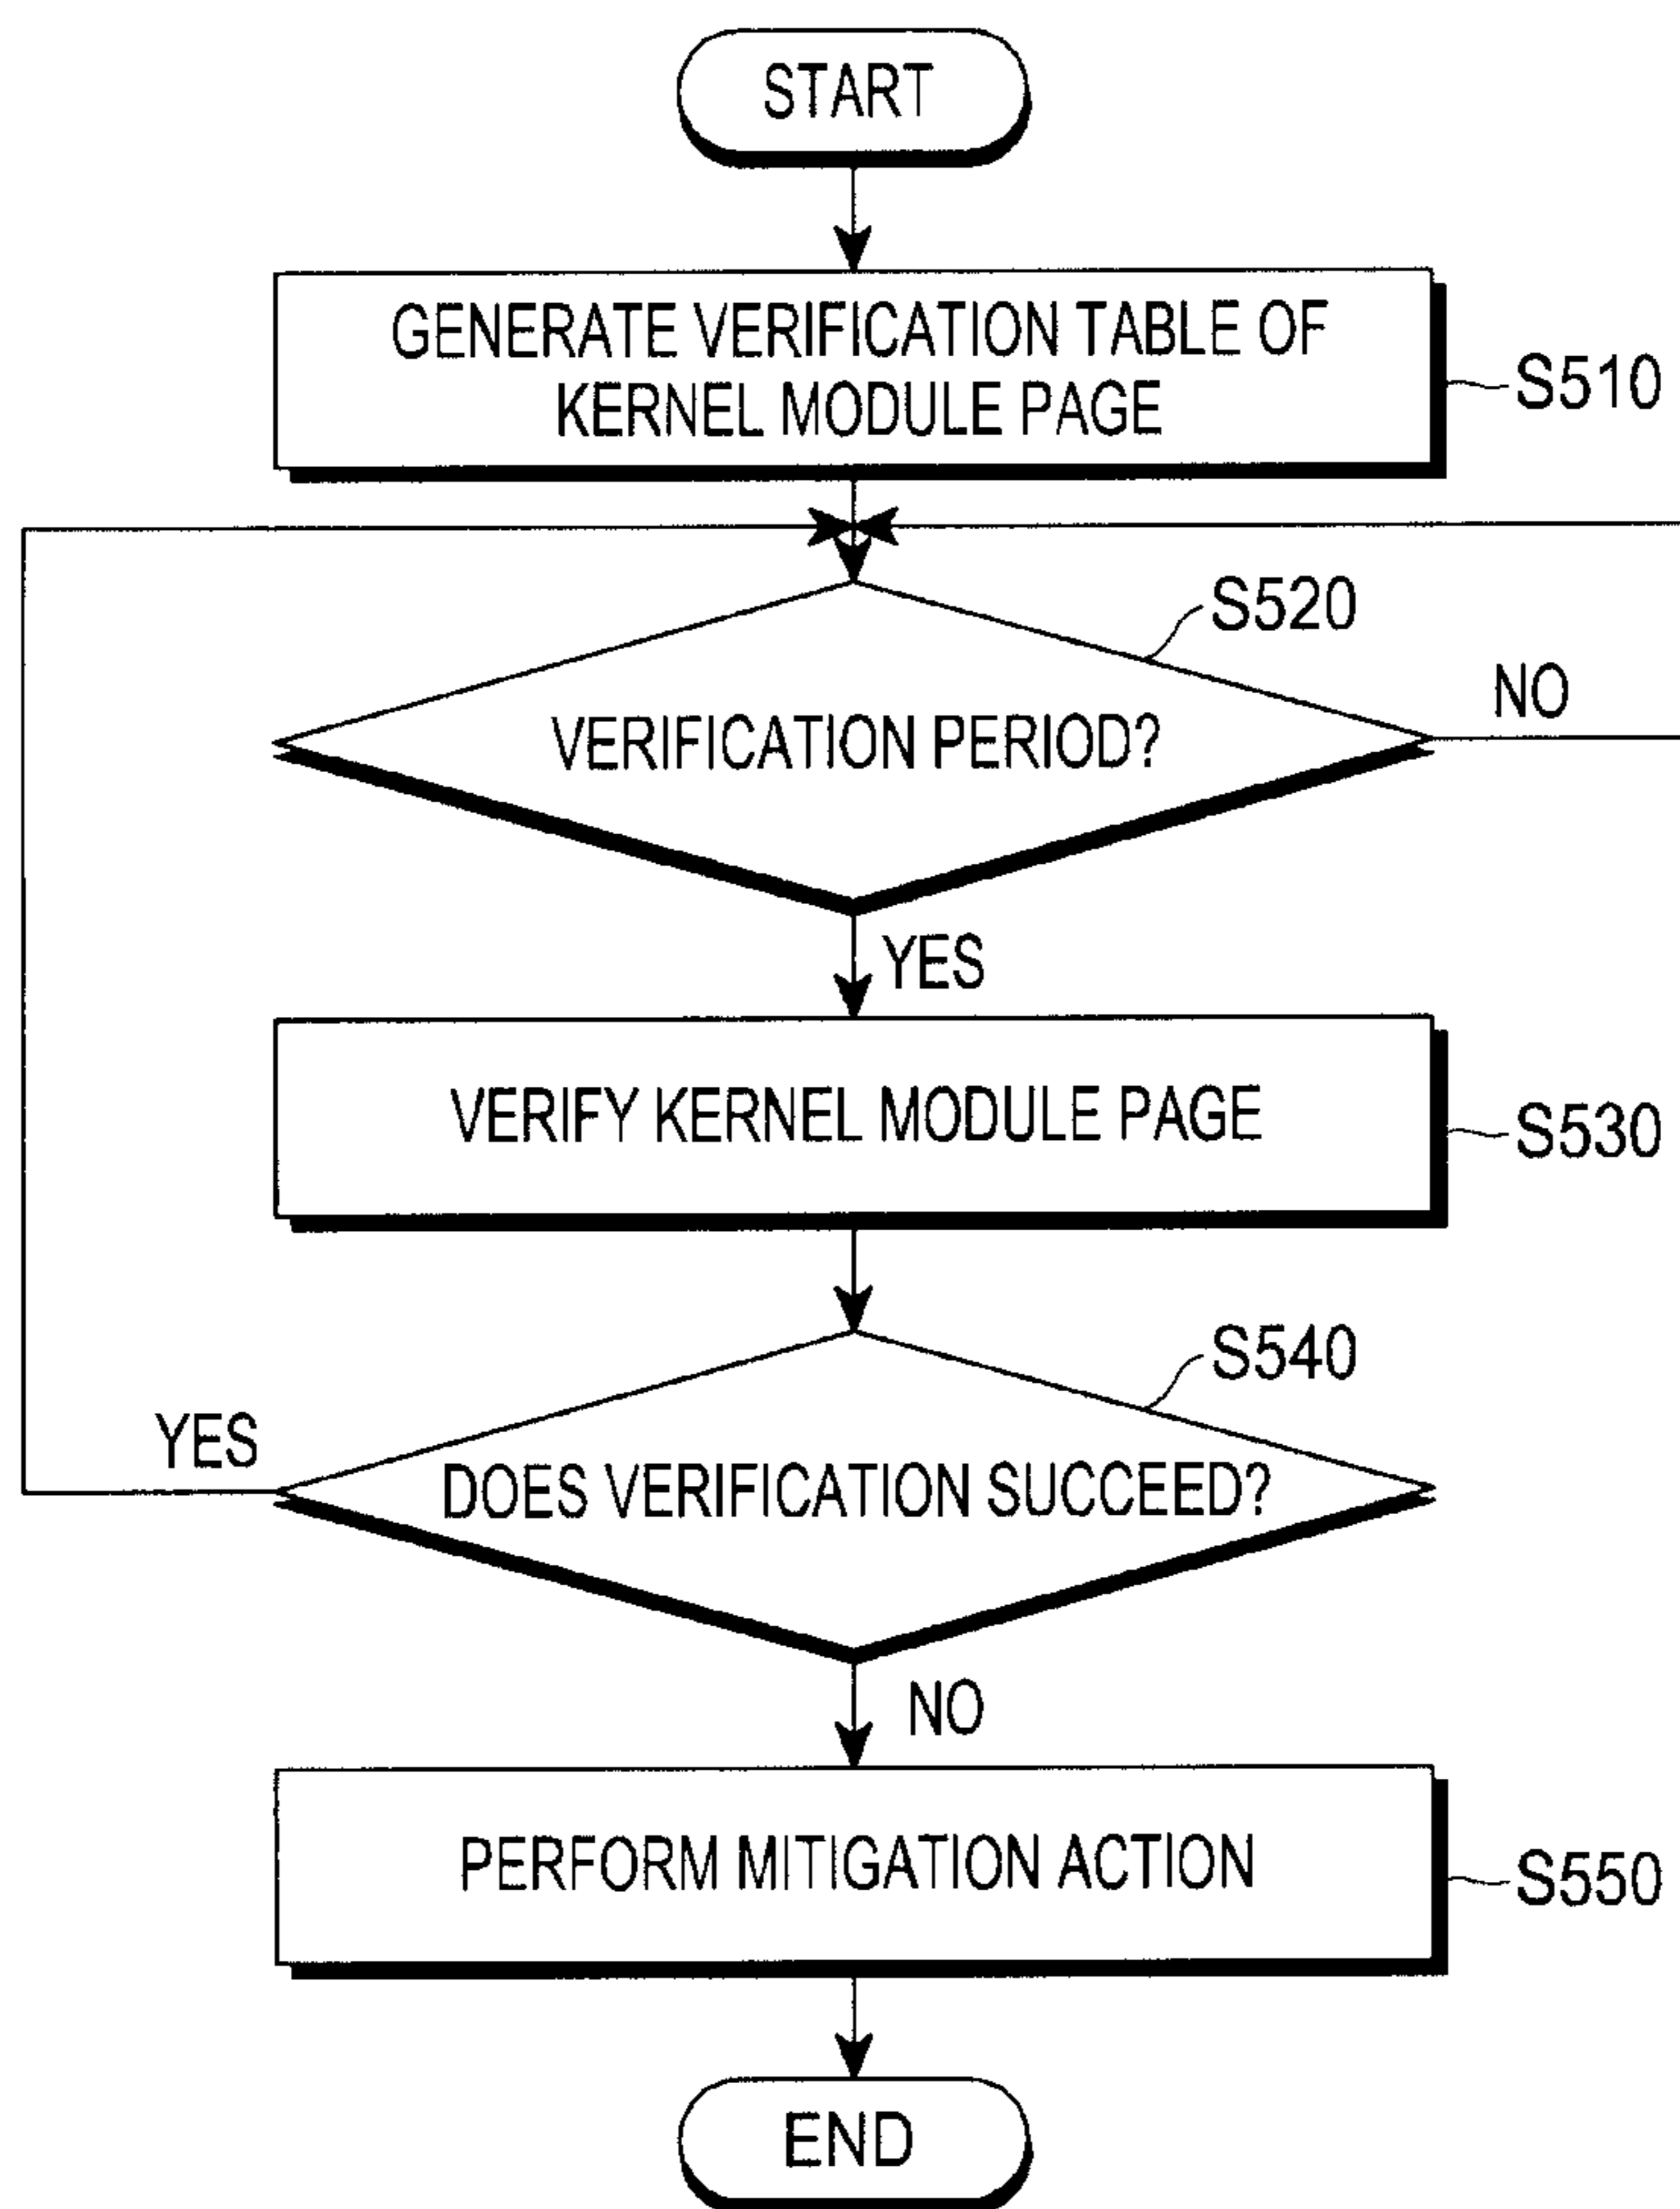 START
GENERATE VERIFICATION TABLE OF
KERNEL MODULE PAGE
S510
S520
NO
VERIFICATION PERIOD?
YES
VERIFY KERNEL MODULE PAGE
S530
S540
YES
DOES VERIFICATION SUCCEED?
NO
PERFORM MITIGATION ACTION
S550
END